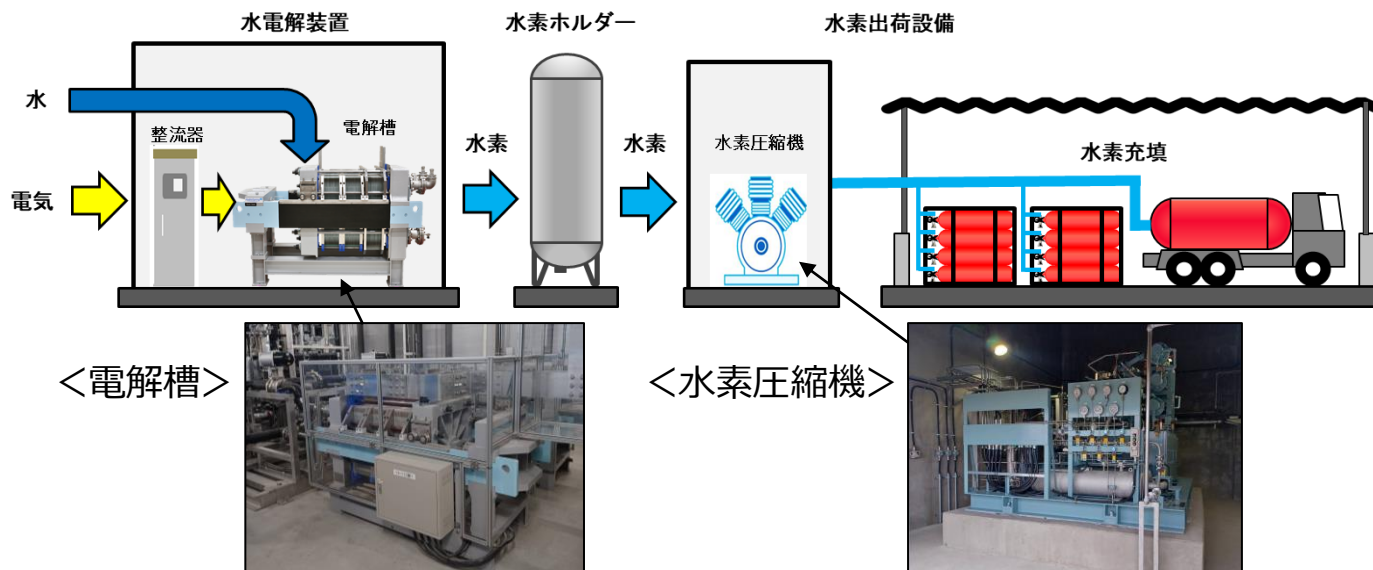 水電解装置
水素ホルダー
水素出荷設備
水
電気
整流器
電解槽
水素
水素
水素圧縮機
水素充填
＜電解槽＞
＜水素圧縮機＞